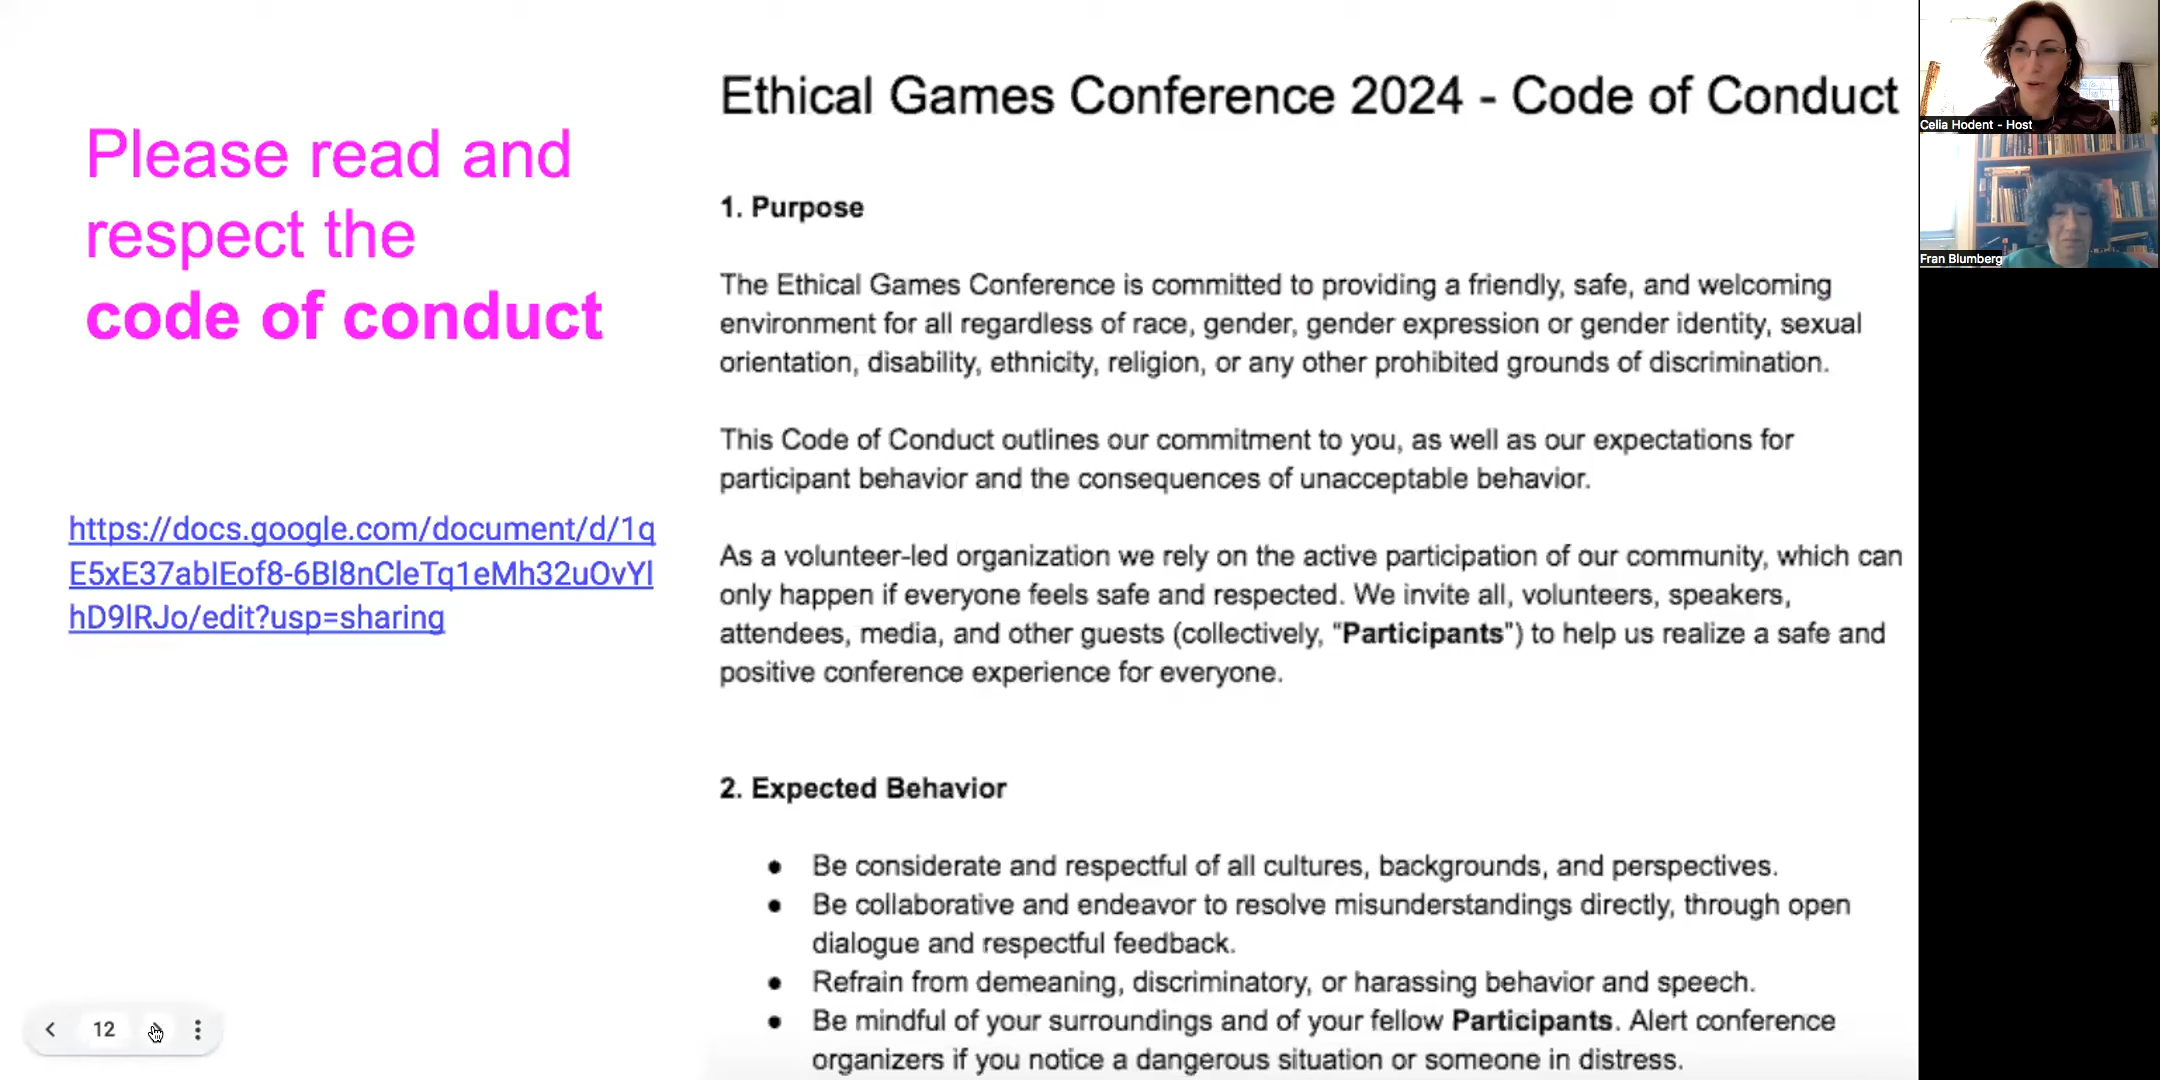 Please read and
respect the
code of conduct
https://docs.google.com/document/d/1q
E5xE37abIEof8-6Bl8nCleTq1eMh32uOvYl
hD9lRJo/edit?usp=sharing
Ethical Games Conference 2024 - Code of Conduct
1. Purpose
The Ethical Games Conference is committed to providing a friendly, safe, and welcoming
environment for all regardless of race, gender, gender expression or gender identity, sexual
orientation, disability, ethnicity, religion, or any other prohibited grounds of discrimination.
This Code of Conduct outlines our commitment to you, as well as our expectations for
participant behavior and the consequences of unacceptable behavior.
As a volunteer-led organization we rely on the active participation of our community, which can
only happen if everyone feels safe and respected. We invite all, volunteers, speakers,
attendees, media, and other guests (collectively, "Participants") to help us realize a safe and
positive conference experience for everyone.
2. Expected Behavior
● Be considerate and respectful of all cultures, backgrounds, and perspectives.
● Be collaborative and endeavor to resolve misunderstandings directly, through open
dialogue and respectful feedback.
● Refrain from demeaning, discriminatory, or harassing behavior and speech.
● Be mindful of your surroundings and of your fellow Participants. Alert conference
organizers if you notice a dangerous situation or someone in distress.
12
Celia Hodent - Host
Fran Blumberg